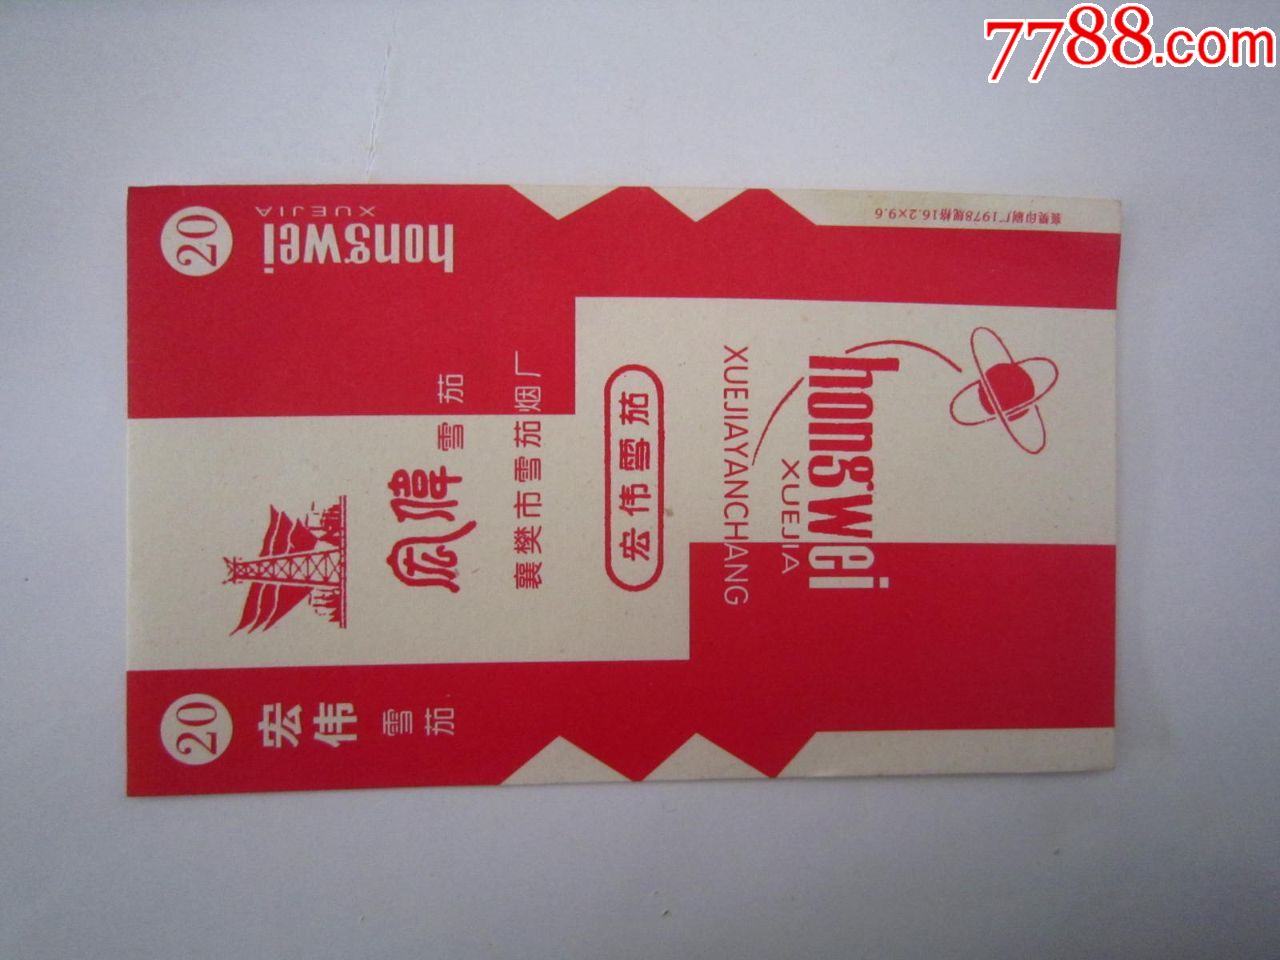 7788.com
襄樊印刷厂1978规格16.2×9.6
20
hongwei
XUEJIA
宏伟
雪茄
襄樊市雪茄烟厂
宏伟雪茄
XUEJIAYANCHANG
hongwei
XUEJIA
20
宏伟
雪茄